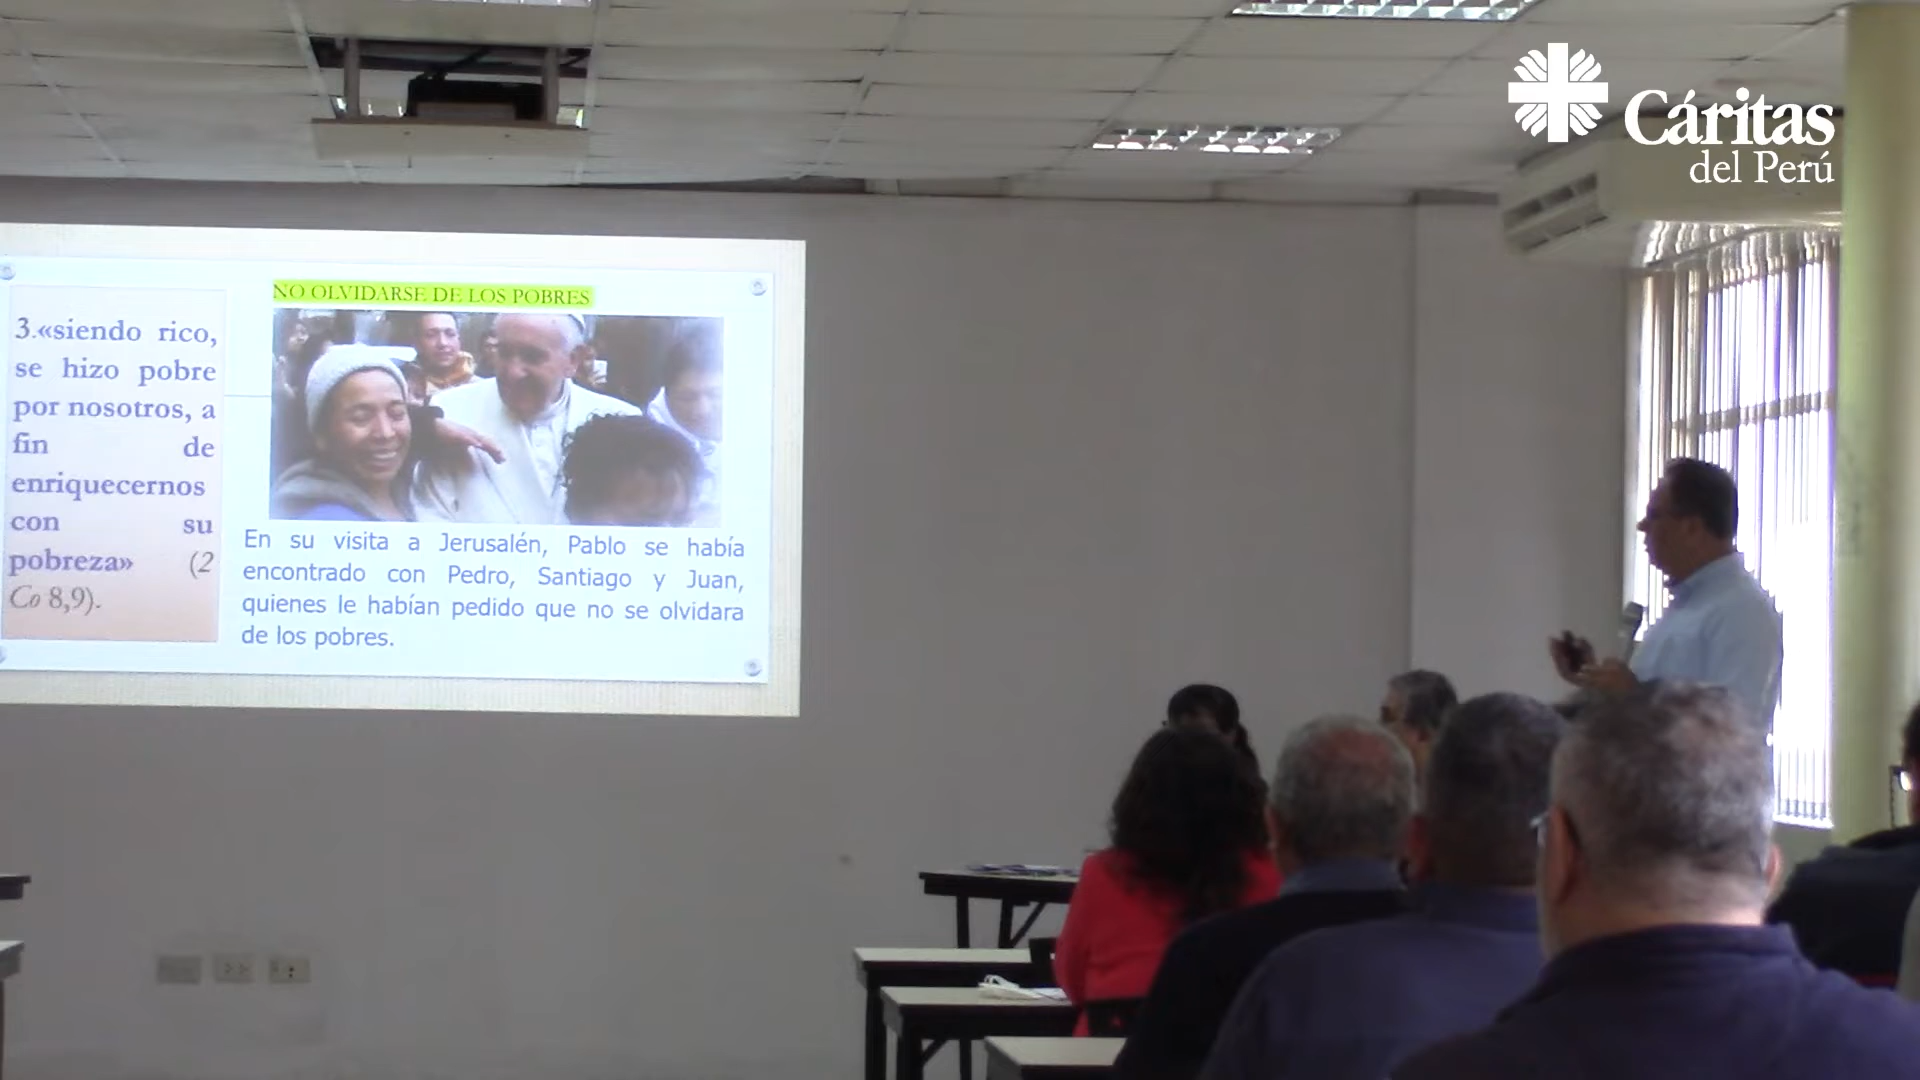 Cáritas
del Perú
NO OLVIDARSE DE LOS POBRES
3.«siendo rico,
se hizo pobre
por nosotros, a
fin de
enriquecernos
con su
pobreza» (2
Co 8,9).
En su visita a Jerusalén, Pablo se había
encontrado con Pedro, Santiago y Juan,
quienes le habían pedido que no se olvidara
de los pobres.